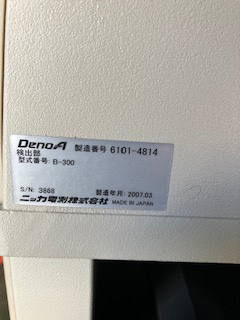 DenoA 製造番号 6101-4814
検出部
型式番号 B-300
S/N: 3868 製造年月: 2007.03
ニッカ電測株式会社 MADE IN JAPAN